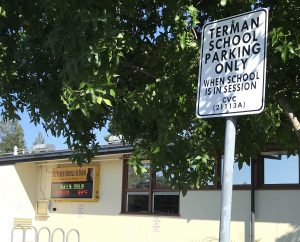 TERMAN
SCHOOL
PARKING
ONLY
WHEN SCHOOL
IS IN SESSION
CVC
(21113A)